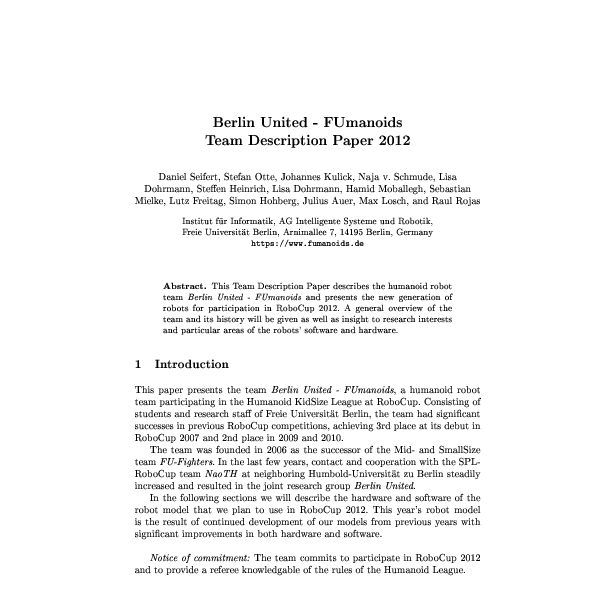 Berlin United - FUmanoids
Team Description Paper 2012
Daniel Seifert, Stefan Otte, Johannes Kulick, Naja v. Schmude, Lisa
Dohrmann, Steffen Heinrich, Lisa Dohrmann, Hamid Moballegh, Sebastian
Mielke, Lutz Freitag, Simon Hohberg, Julius Auer, Max Losch, and Raul Rojas
Institut für Informatik, AG Intelligente Systeme und Robotik,
Freie Universität Berlin, Arnimallee 7, 14195 Berlin, Germany
https://www.fumanoids.de
Abstract. This Team Description Paper describes the humanoid robot
team Berlin United - FUmanoids and presents the new generation of
robots for participation in RoboCup 2012. A general overview of the
team and its history will be given as well as insight to research interests
and particular areas of the robots' software and hardware.
1 Introduction
This paper presents the team Berlin United - FUmanoids, a humanoid robot
team participating in the Humanoid KidSize League at RoboCup. Consisting of
students and research staff of Freie Universität Berlin, the team had significant
successes in previous RoboCup competitions, achieving 3rd place at its debut in
RoboCup 2007 and 2nd place in 2009 and 2010.
The team was founded in 2006 as the successor of the Mid- and SmallSize
team FU-Fighters. In the last few years, contact and cooperation with the SPL-
RoboCup team NaoTH at neighboring Humbold-Universität zu Berlin steadily
increased and resulted in the joint research group Berlin United.
In the following sections we will describe the hardware and software of the
robot model that we plan to use in RoboCup 2012. This year's robot model
is the result of continued development of our models from previous years with
significant improvements in both hardware and software.
Notice of commitment: The team commits to participate in RoboCup 2012
and to provide a referee knowledgable of the rules of the Humanoid League.